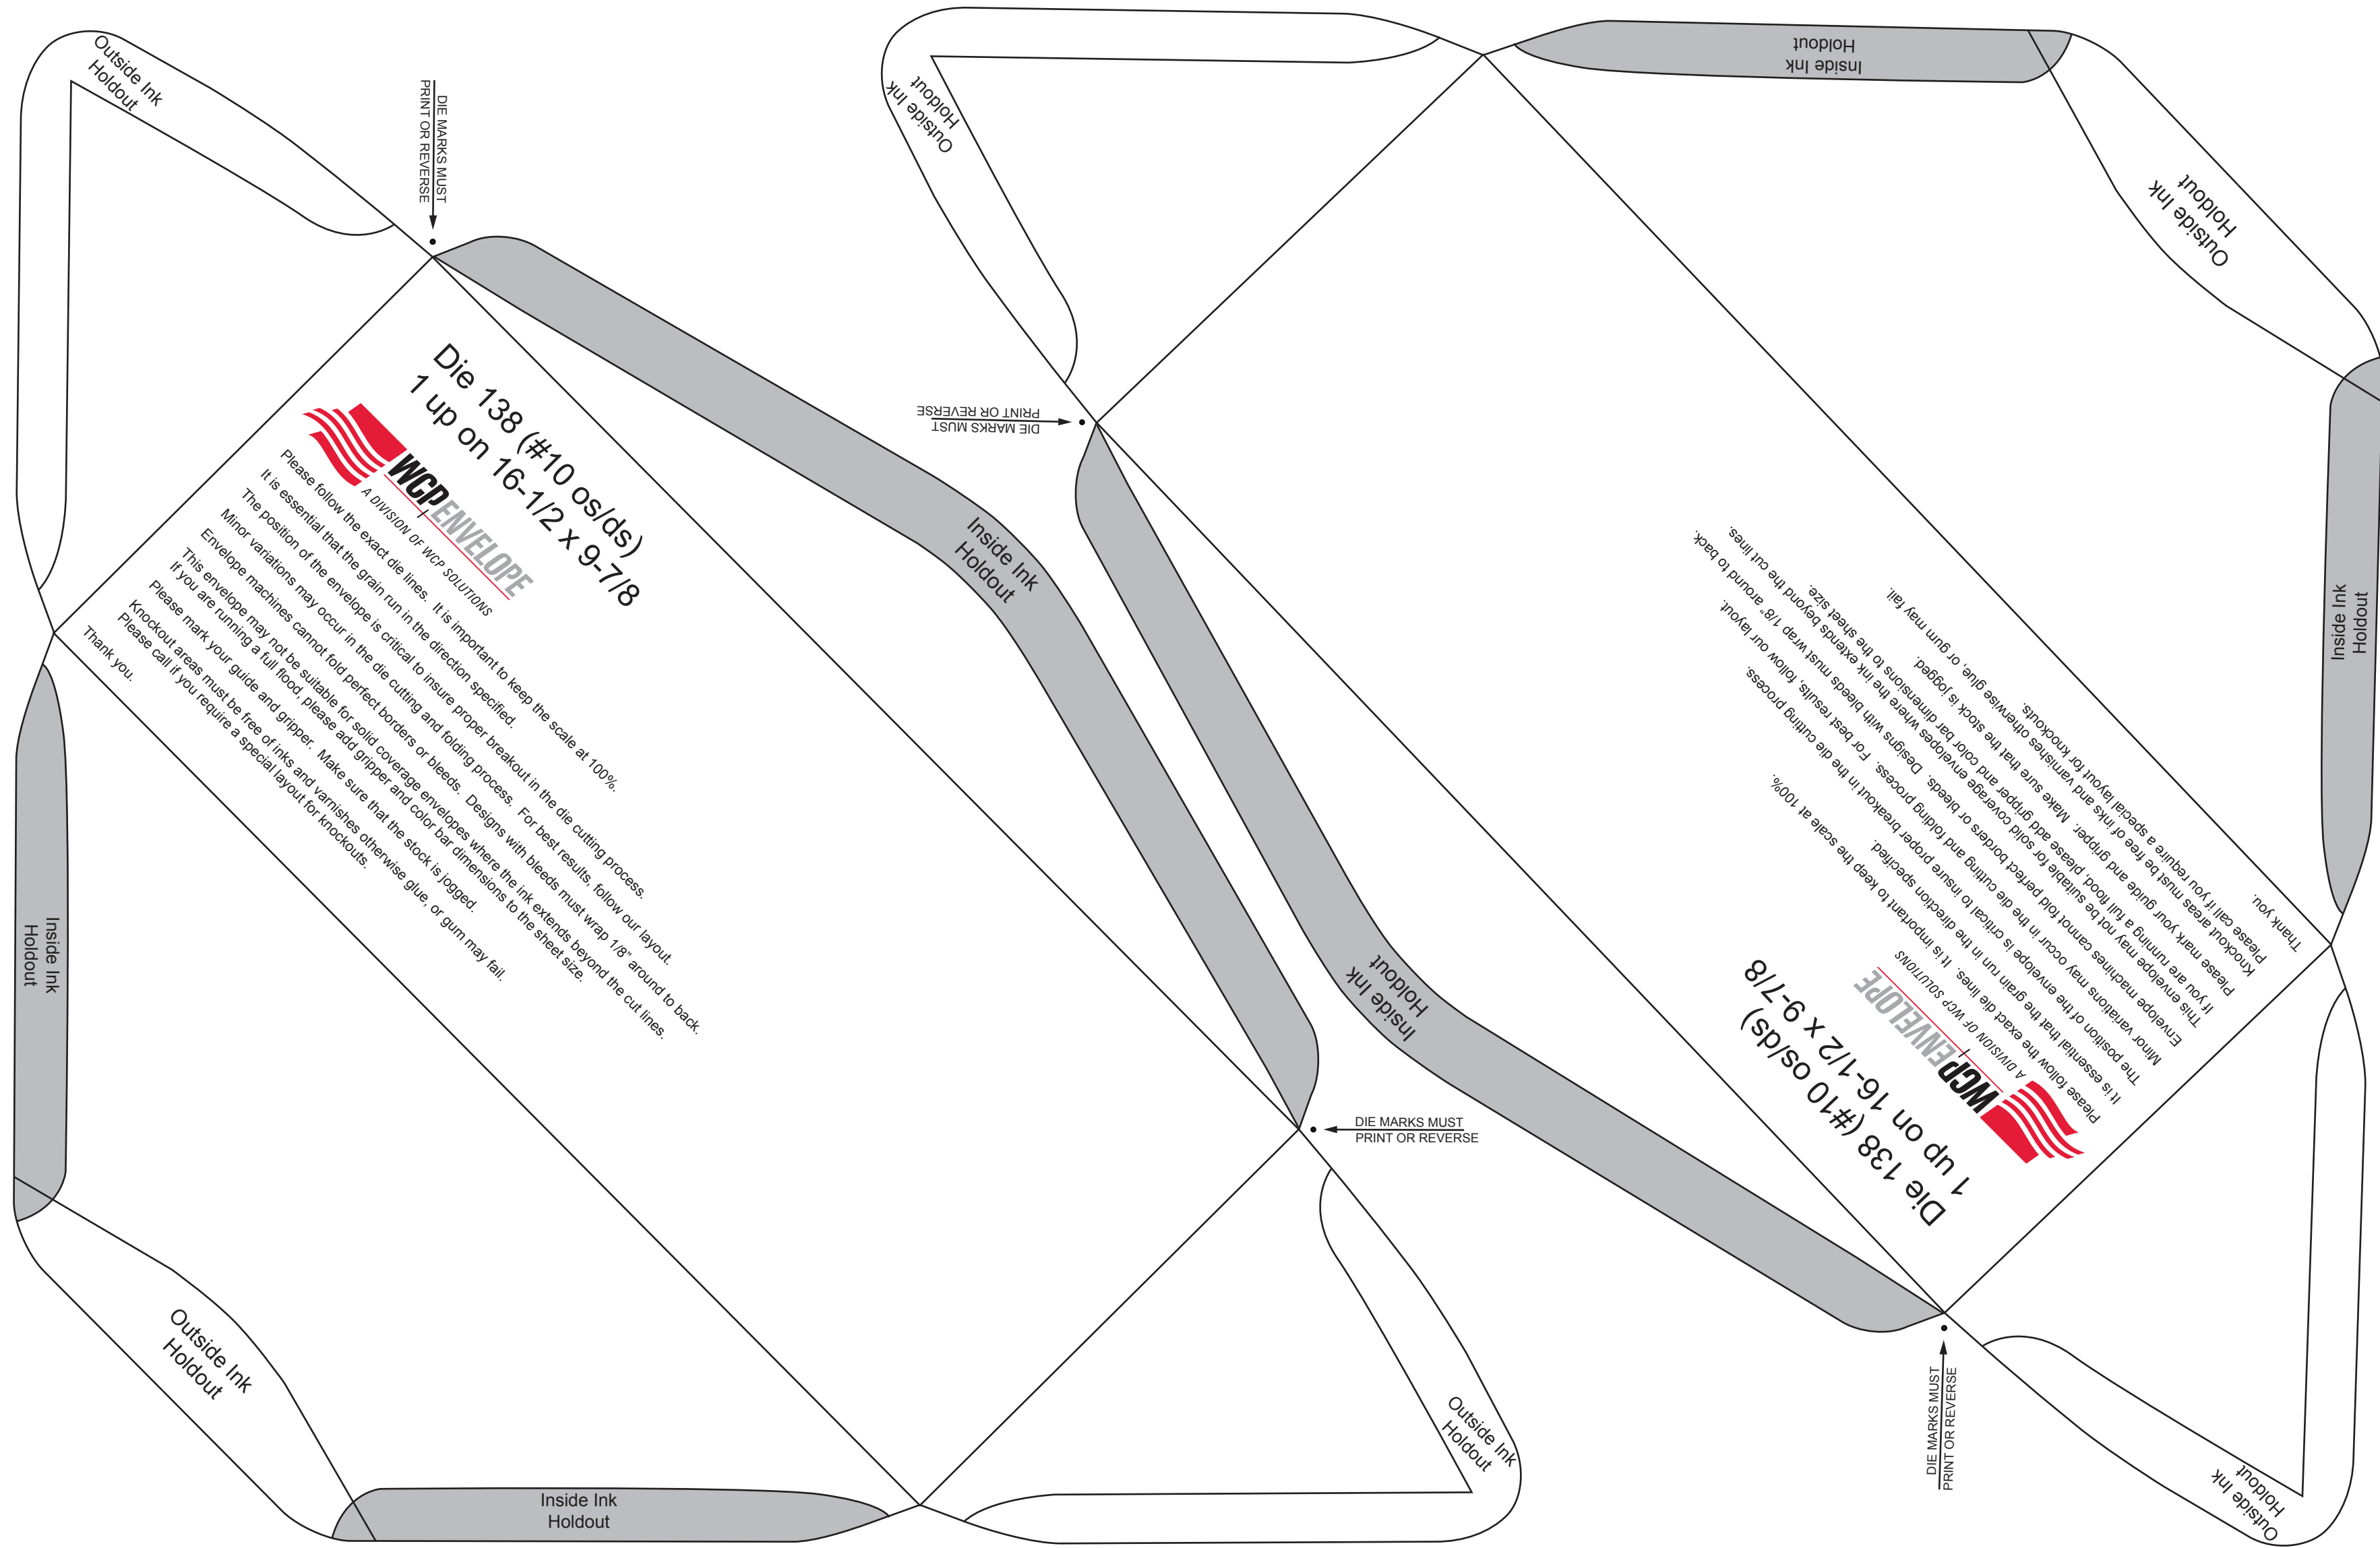 Outside Ink
Holdout
DIE MARKS MUST
PRINT OR REVERSE
Die 138 (#10 os/ds)
1 up on 16-1/2 x 9-7/8
WCP ENVELOPE
A DIVISION OF WCP SOLUTIONS
Please follow the exact die lines. It is important to keep the scale at 100%.
It is essential that the grain run in the direction specified.
The position of the envelope is critical to insure proper breakout in the die cutting process.
Minor variations may occur in the die cutting and folding process. For best results, follow our layout.
Envelope machines cannot fold perfect borders or bleeds. Designs with bleeds must wrap 1/8” around to back.
This envelope may not be suitable for solid coverage envelopes where the ink extends beyond the cut lines.
If you are running a full flood, please add gripper and color bar dimensions to the sheet size.
Please mark your guide and gripper. Make sure that the stock is jogged.
Knockout areas must be free of inks and varnishes otherwise glue, or gum may fail.
Please call if you require a special layout for knockouts.
Thank you.
Inside Ink
Holdout
Inside Ink
Holdout
Outside Ink
Holdout
Inside Ink
Holdout
DIE MARKS MUST
PRINT OR REVERSE
Outside Ink
Holdout
Outside Ink
Holdout
Inside Ink
Holdout
Outside Ink
Holdout
DIE MARKS MUST
PRINT OR REVERSE
Inside Ink
Holdout
Inside Ink
Holdout
Die 138 (#10 os/ds)
1 up on 16-1/2 x 9-7/8
WCP ENVELOPE
A DIVISION OF WCP SOLUTIONS
Please follow the exact die lines. It is important to keep the scale at 100%.
It is essential that the grain run in the direction specified.
The position of the envelope is critical to insure proper breakout in the die cutting process.
Minor variations may occur in the die cutting and folding process. For best results, follow our layout.
Envelope machines cannot fold perfect borders or bleeds. Designs with bleeds must wrap 1/8” around to back.
This envelope may not be suitable for solid coverage envelopes where the ink extends beyond the cut lines.
If you are running a full flood, please add gripper and color bar dimensions to the sheet size.
Please mark your guide and gripper. Make sure that the stock is jogged.
Knockout areas must be free of inks and varnishes otherwise glue, or gum may fail.
Please call if you require a special layout for knockouts.
Thank you.
DIE MARKS MUST
PRINT OR REVERSE
Outside Ink
Holdout